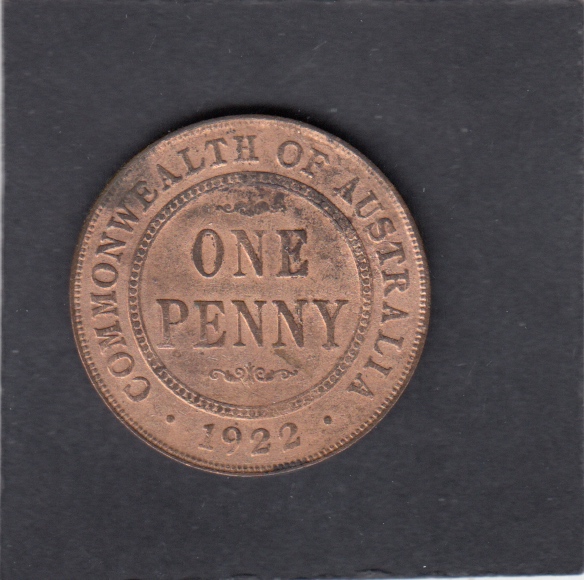 COMMONWEALTH OF AUSTRALIA
ONE
PENNY
· 1922 ·